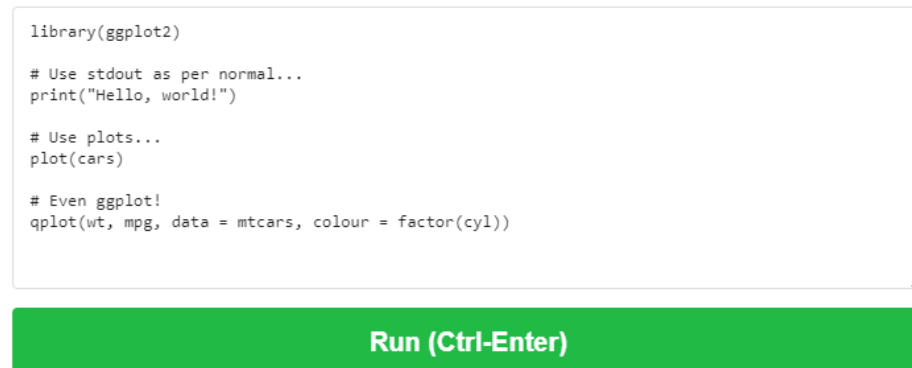 library(ggplot2)
# Use stdout as per normal...
print("Hello, world!")
# Use plots...
plot(cars)
# Even ggplot!
qplot(wt, mpg, data = mtcars, colour = factor(cyl))
Run (Ctrl-Enter)